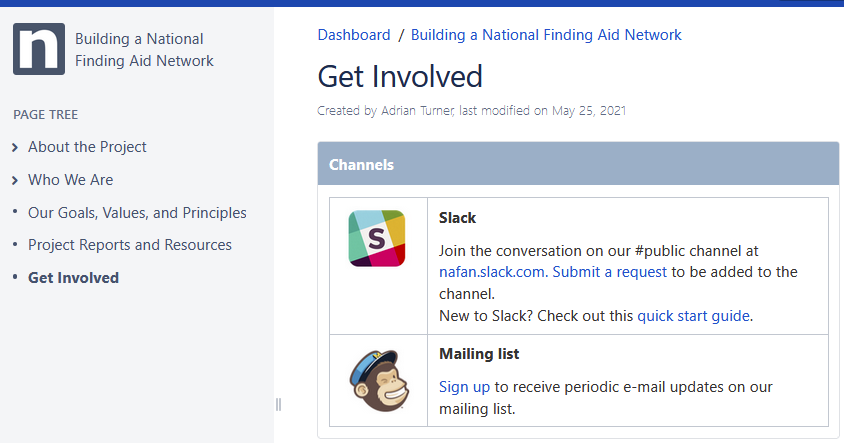 n
Building a National
Finding Aid Network
PAGE TREE
About the Project
Who We Are
Our Goals, Values, and Principles
Project Reports and Resources
Get Involved
Dashboard / Building a National Finding Aid Network
Get Involved
Created by Adrian Turner, last modified on May 25, 2021
Channels
S
Slack
Join the conversation on our #public channel at
nafan.slack.com. Submit a request to be added to the
channel.
New to Slack? Check out this quick start guide.
Mailing list
Sign up to receive periodic e-mail updates on our
mailing list.